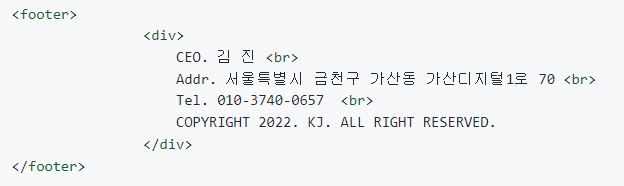 <footer>
<div>
CEO. 김 진 <br>
Addr. 서울특별시 금천구 가산동 가산디지털1로 70 <br>
Tel. 010-3740-0657 <br>
COPYRIGHT 2022. KJ. ALL RIGHT RESERVED.
</div>
</footer>